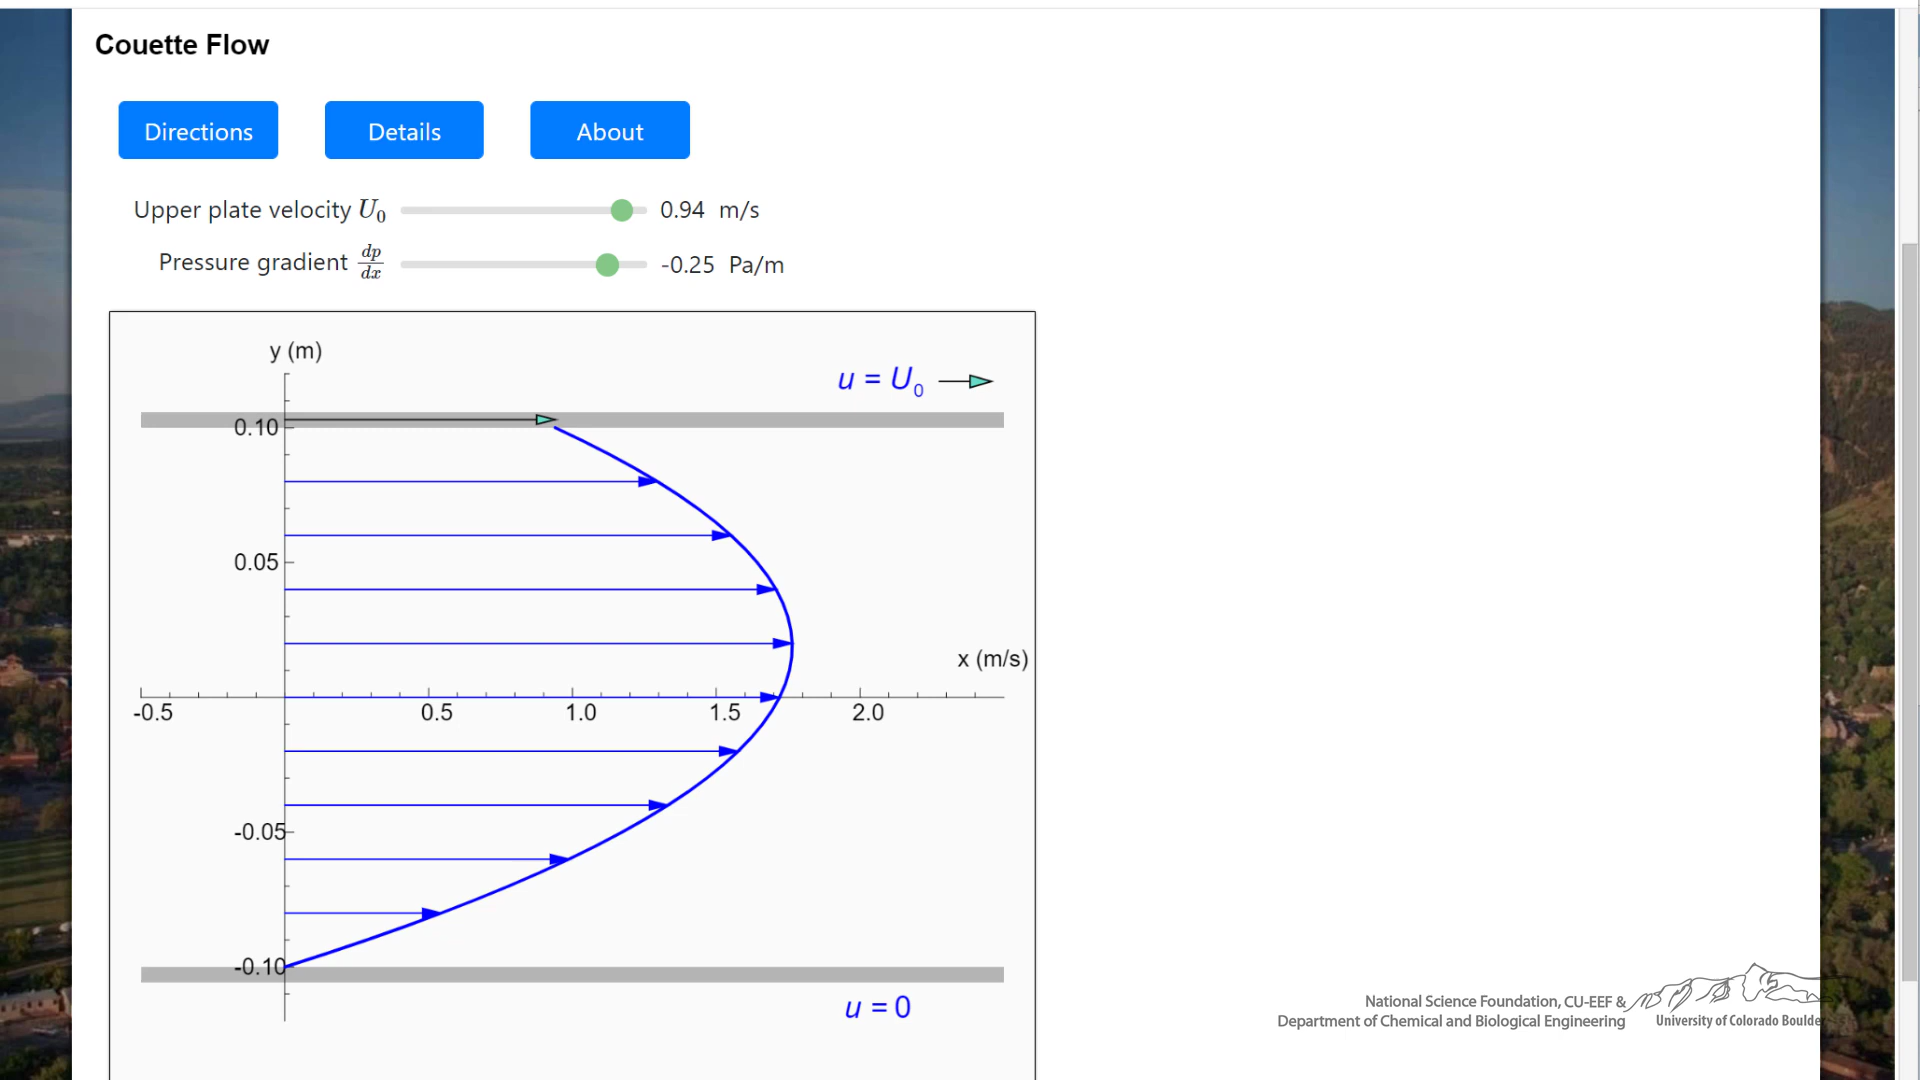 Couette Flow
Directions Details About
Upper plate velocity U0 0.94 m/s
Pressure gradient dp/dx -0.25 Pa/m
y (m)
u = U0
0.10
0.05
x (m/s)
-0.5 0.5 1.0 1.5 2.0
-0.05
-0.10
u = 0
National Science Foundation, CU-EEF &
Department of Chemical and Biological Engineering
University of Colorado Boulder